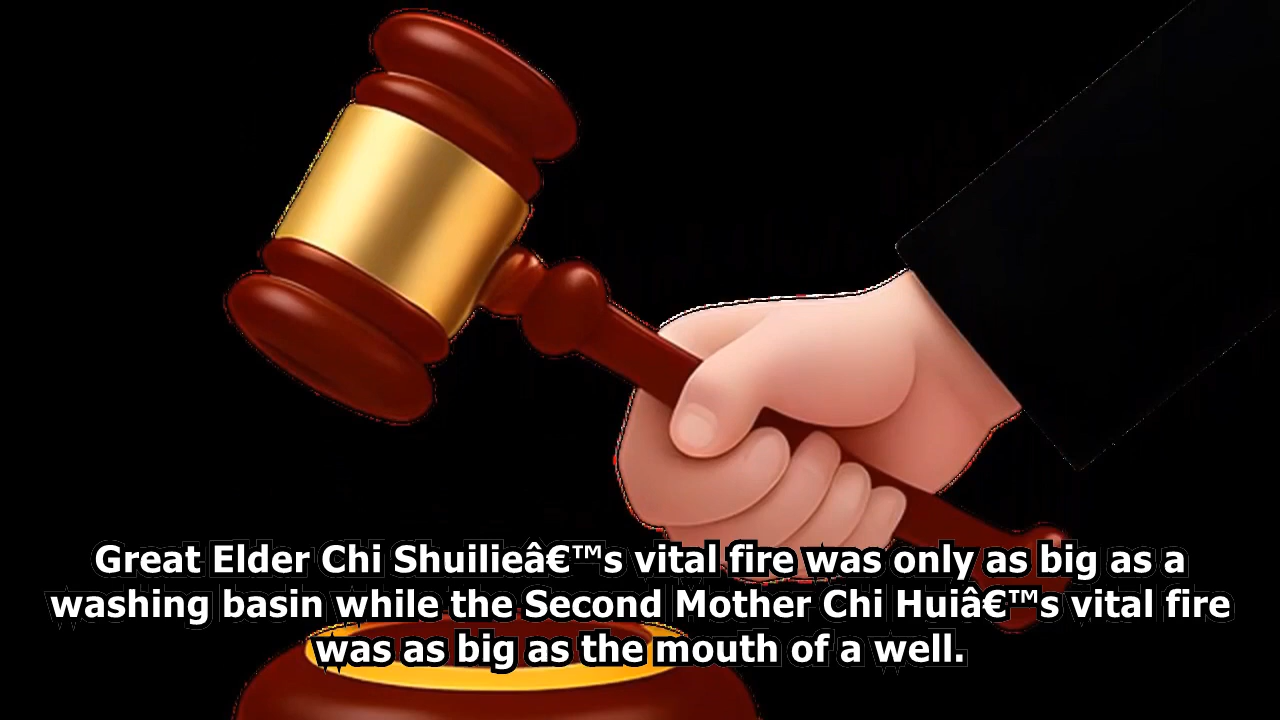 Great Elder Chi Shuilieâ€™s vital fire was only as big as a
washing basin while the Second Mother Chi Huiâ€™s vital fire
was as big as the mouth of a well.